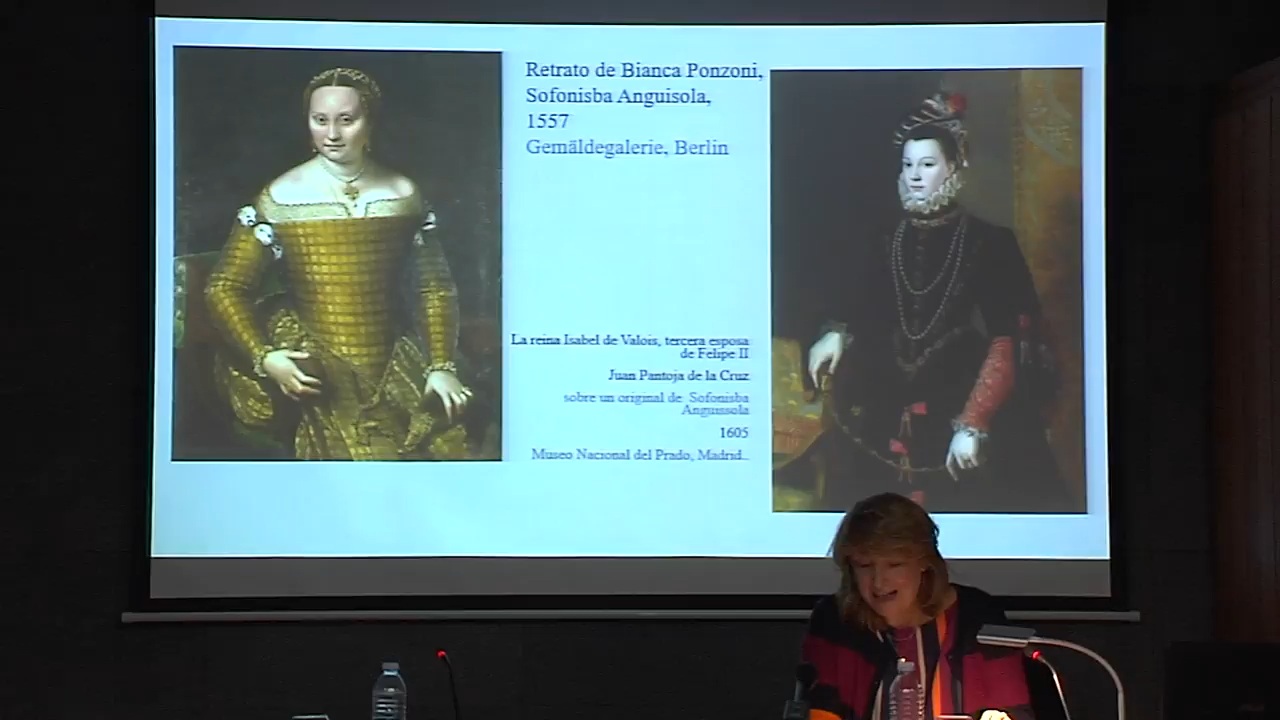 Retrato de Bianca Ponzoni,
Sofonisba Anguisola,
1557
Gemäldegalerie, Berlin
La reina Isabel de Valois, tercera esposa
de Felipe II
Juan Pantoja de la Cruz
sobre un original de Sofonisba
Anguissola
1605
Museo Nacional del Prado, Madrid..